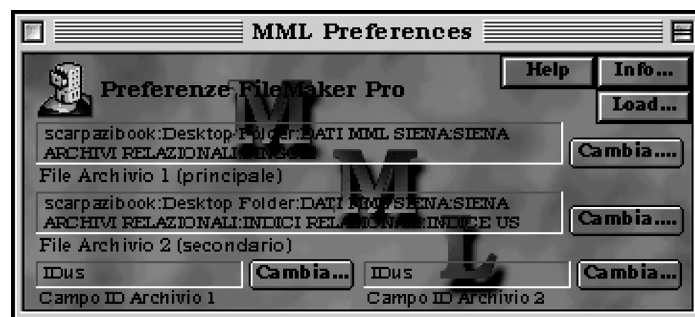 MML Preferences
Help
Info...
Preferenze FileMaker Pro
Load...
scarpazibook:Desktop Folder:DATI MML SIENA:SIENA
ARCHIVI RELAZIONALI:
Cambia....
File Archivio 1 (principale)
scarpazibook:Desktop Folder:DATI MML SIENA:SIENA
ARCHIVI RELAZIONALI:INDICI RELAZIONALI:INDICE US
Cambia....
File Archivio 2 (secondario)
IDus
Cambia...
IDus
Cambia...
Campo ID Archivio 1
Campo ID Archivio 2
M
M
L